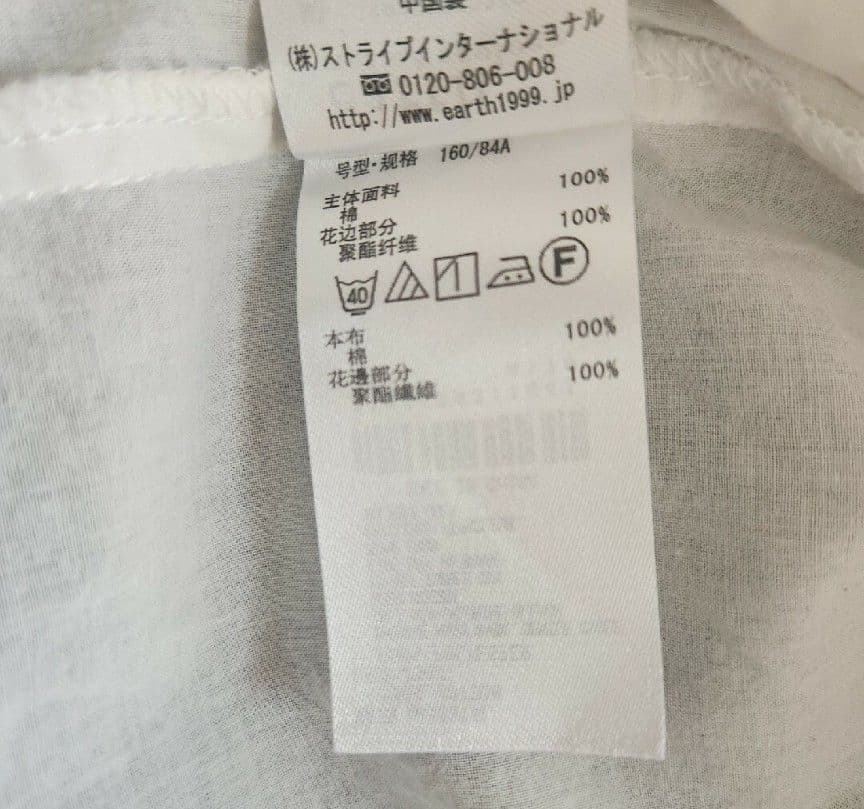 中国製
(株)ストライプインターナショナル
0120-806-008
http://www.earth1999.jp
号型·规格 160/84A
主体面料
棉 100%
花边部分
聚酯纤维 100%
40
F
本布
棉 100%
花邊部分
聚酯纖維 100%